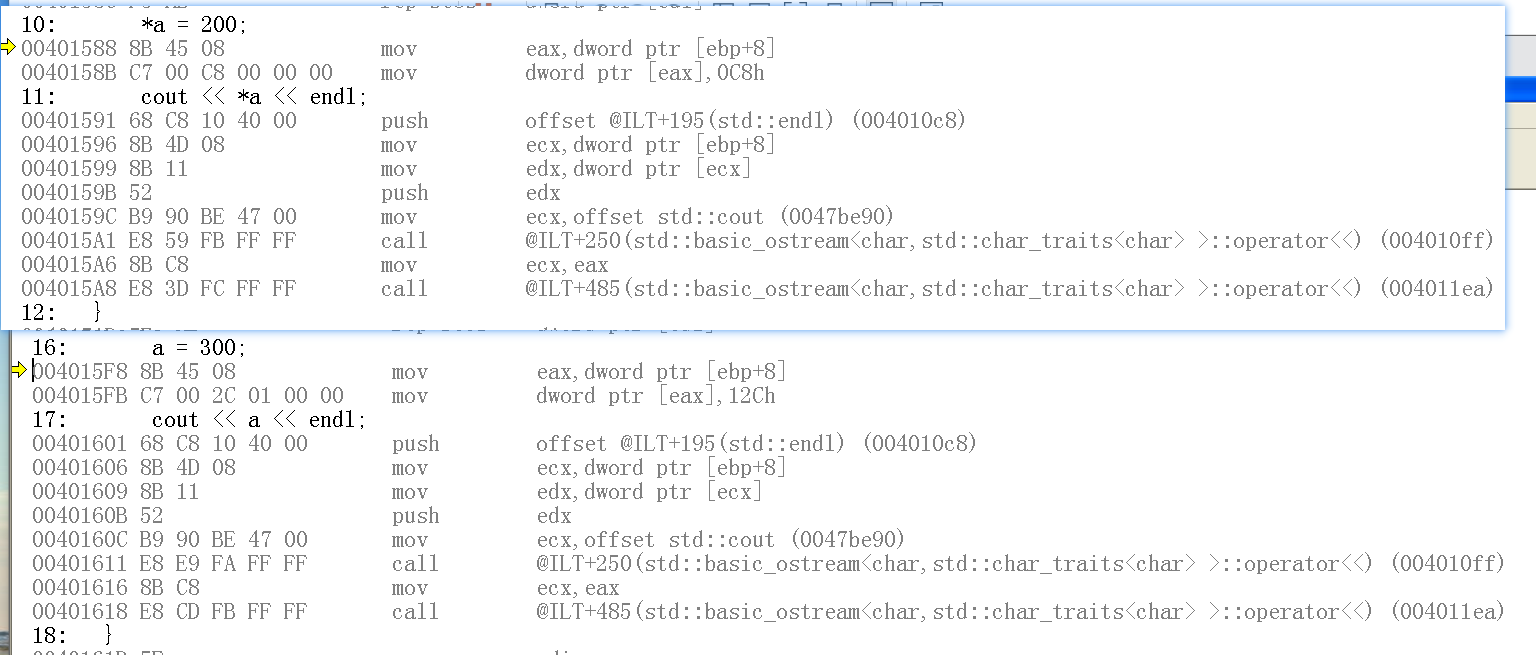 10:       *a = 200;
00401588 8B 45 08             mov         eax,dword ptr [ebp+8]
0040158B C7 00 C8 00 00 00    mov         dword ptr [eax],0C8h
11:       cout << *a << endl;
00401591 68 C8 10 40 00       push        offset @ILT+195(std::endl) (004010c8)
00401596 8B 4D 08             mov         ecx,dword ptr [ebp+8]
00401599 8B 11                mov         edx,dword ptr [ecx]
0040159B 52                   push        edx
0040159C B9 90 BE 47 00       mov         ecx,offset std::cout (0047be90)
004015A1 E8 59 FB FF FF       call        @ILT+250(std::basic_ostream<char,std::char_traits<char> >::operator<<) (004010ff)
004015A6 8B C8                mov         ecx,eax
004015A8 E8 3D FC FF FF       call        @ILT+485(std::basic_ostream<char,std::char_traits<char> >::operator<<) (004011ea)
12:   }
16:       a = 300;
004015F8 8B 45 08             mov         eax,dword ptr [ebp+8]
004015FB C7 00 2C 01 00 00    mov         dword ptr [eax],12Ch
17:       cout << a << endl;
00401601 68 C8 10 40 00       push        offset @ILT+195(std::endl) (004010c8)
00401606 8B 4D 08             mov         ecx,dword ptr [ebp+8]
00401609 8B 11                mov         edx,dword ptr [ecx]
0040160B 52                   push        edx
0040160C B9 90 BE 47 00       mov         ecx,offset std::cout (0047be90)
00401611 E8 E9 FA FF FF       call        @ILT+250(std::basic_ostream<char,std::char_traits<char> >::operator<<) (004010ff)
00401616 8B C8                mov         ecx,eax
00401618 E8 CD FB FF FF       call        @ILT+485(std::basic_ostream<char,std::char_traits<char> >::operator<<) (004011ea)
18:   }